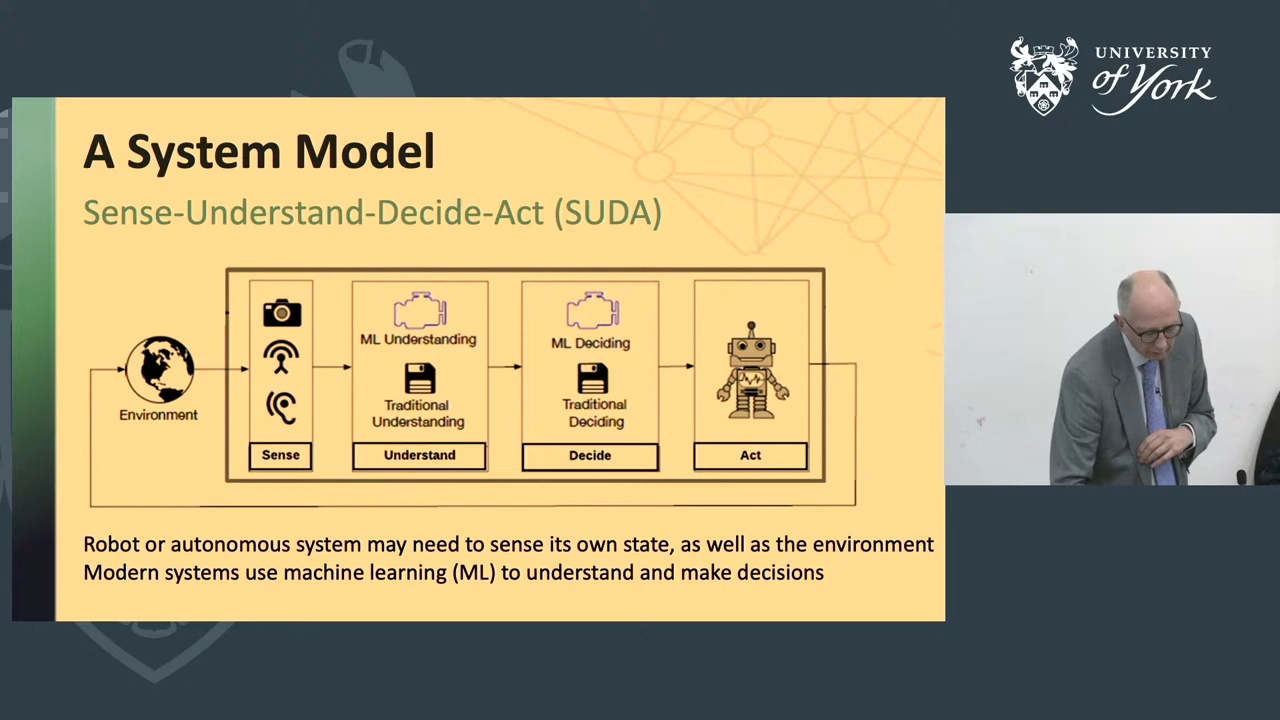 UNIVERSITY
of York
A System Model
Sense-Understand-Decide-Act (SUDA)
Environment
Sense
ML Understanding
Traditional
Understanding
Understand
ML Deciding
Traditional
Deciding
Decide
Act
Robot or autonomous system may need to sense its own state, as well as the environment
Modern systems use machine learning (ML) to understand and make decisions